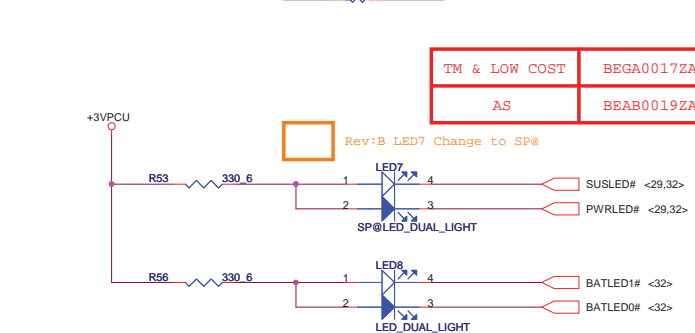 TM & LOW COST BEGA0017ZA
AS BEAB0019ZA
+3VPCU
Rev:B LED7 Change to SP@
LED7
R53 330_6 1 4 SUSLED# <29,32>
2 3 PWRLED# <29,32>
SP@LED_DUAL_LIGHT
LED8
R56 330_6 1 4 BATLED1# <32>
2 3 BATLED0# <32>
LED_DUAL_LIGHT